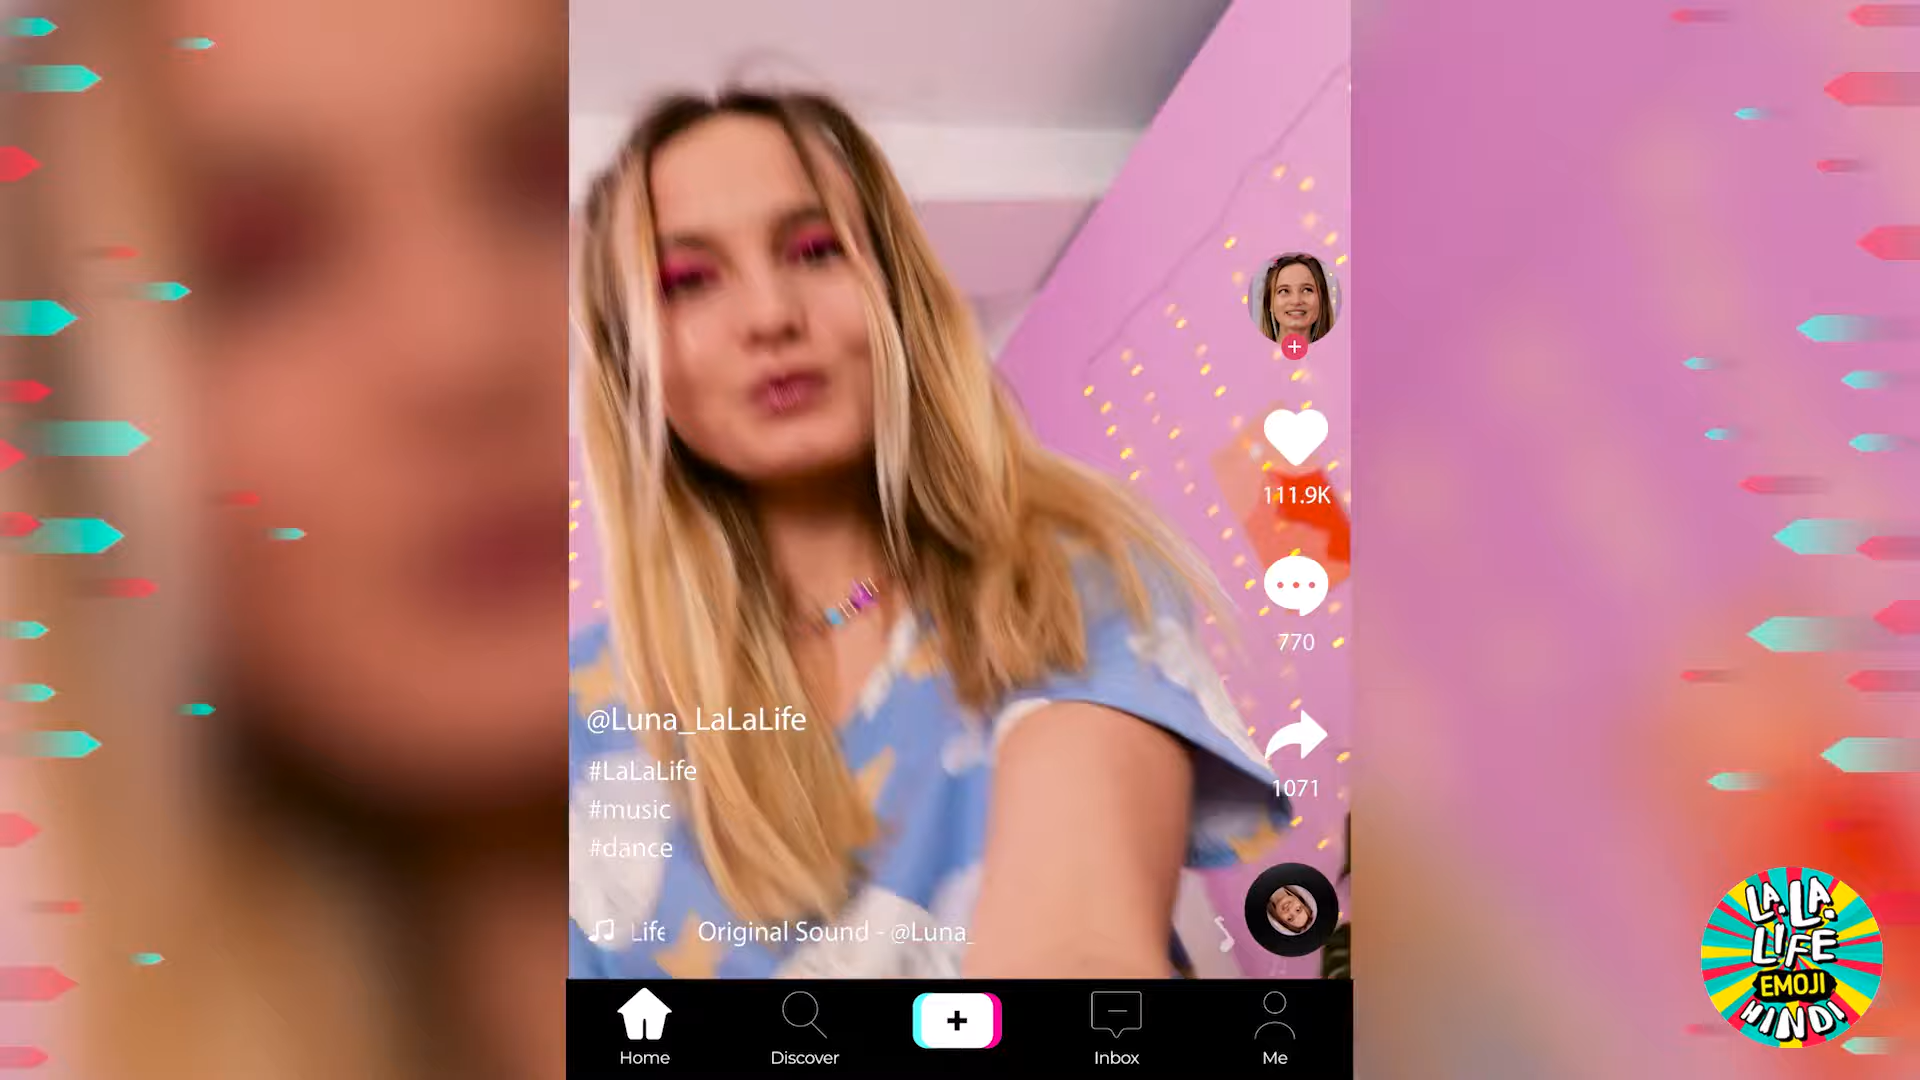 111.9K
770
@Luna_LaLaLife
1071
#LaLaLife
#music
#dance
Life
Original Sound - @Luna_
Home
Discover
Inbox
Me
LA.LA.
LIFE
EMOJI
HINDI